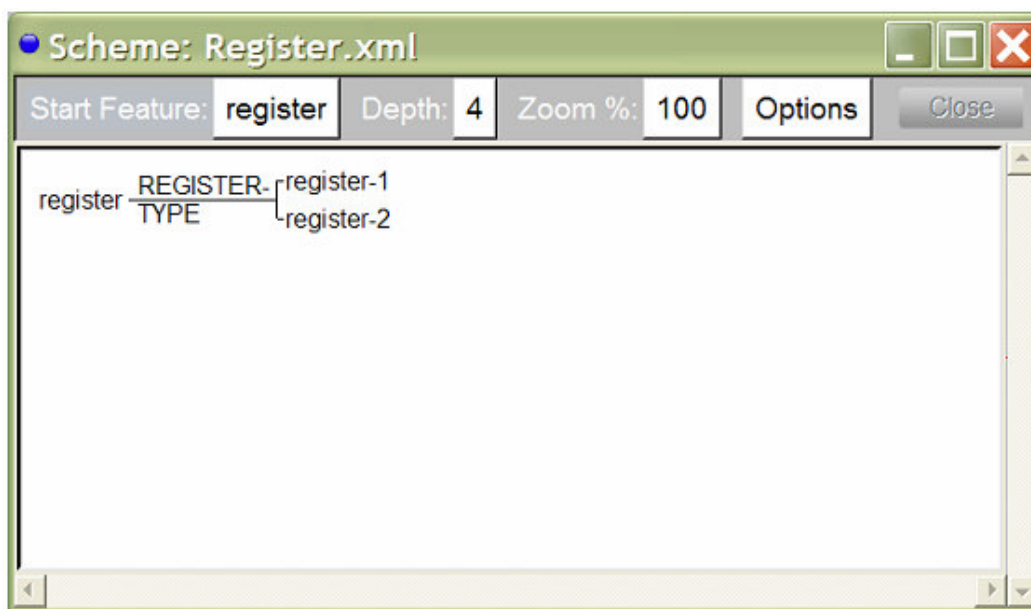 Scheme: Register.xml
Start Feature: register Depth: 4 Zoom %: 100 Options Close
register REGISTER-TYPE
register-1
register-2